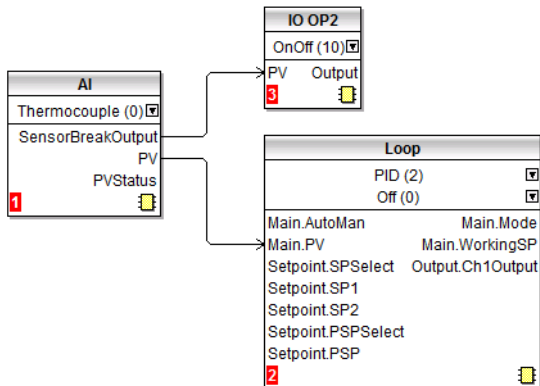 IO OP2
OnOff (10)
PV Output
3
AI
Thermocouple (0)
SensorBreakOutput
PV
PVStatus
1
Loop
PID (2)
Off (0)
Main.AutoMan Main.Mode
Main.PV Main.WorkingSP
Setpoint.SPSelect Output.Ch1Output
Setpoint.SP1
Setpoint.SP2
Setpoint.PSPSelect
Setpoint.PSP
2